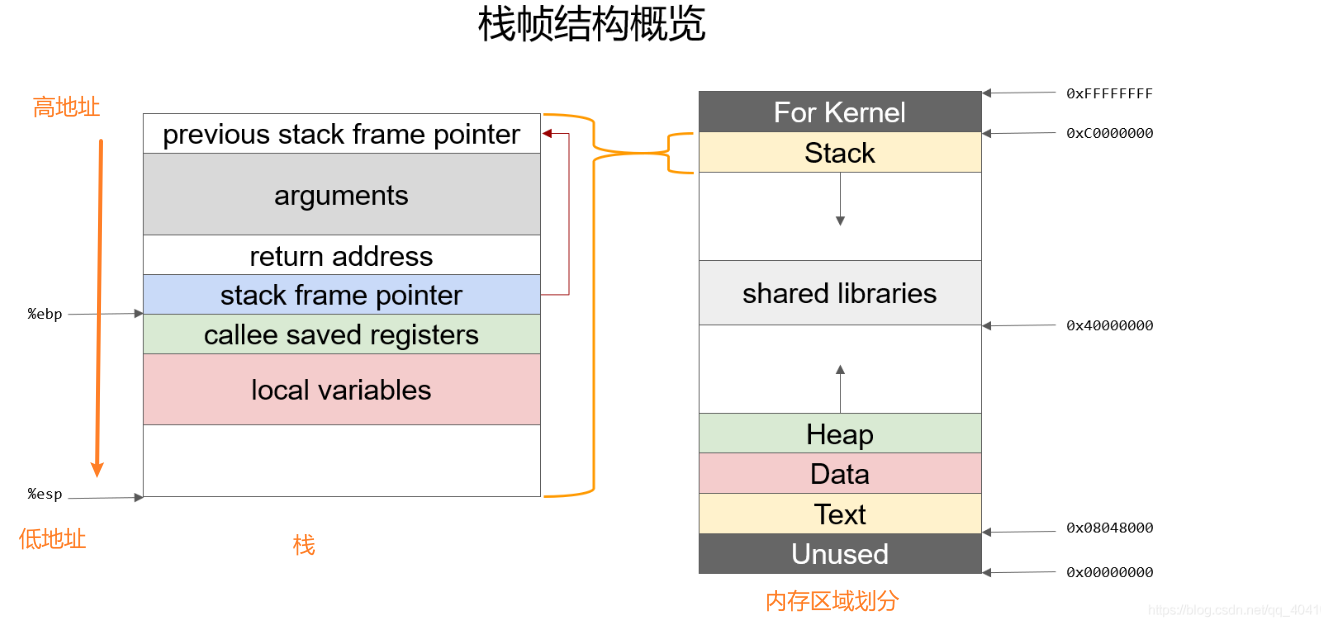 栈帧结构概览
高地址
previous stack frame pointer
arguments
return address
stack frame pointer
%ebp
callee saved registers
local variables
%esp
低地址
栈
For Kernel
0xFFFFFFFF
0xC0000000
Stack
shared libraries
0x40000000
Heap
Data
Text
0x08048000
Unused
0x00000000
内存区域划分
https://blog.csdn.net/qq_4041